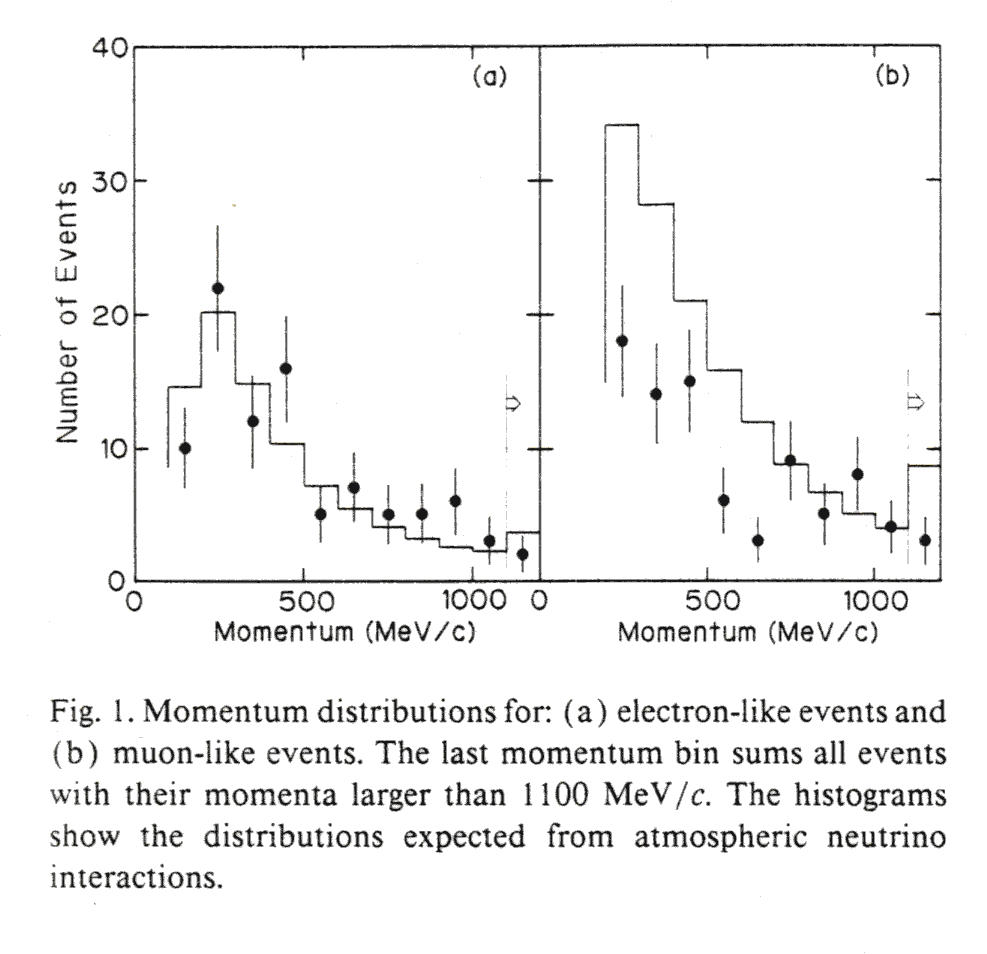 40
30
20
10
0
Number of Events
(a)
(b)
0 500 1000 0 500 1000
Momentum (MeV/c) Momentum (MeV/c)
Fig. 1. Momentum distributions for: (a) electron-like events and
(b) muon-like events. The last momentum bin sums all events
with their momenta larger than 1100 MeV/c. The histograms
show the distributions expected from atmospheric neutrino
interactions.